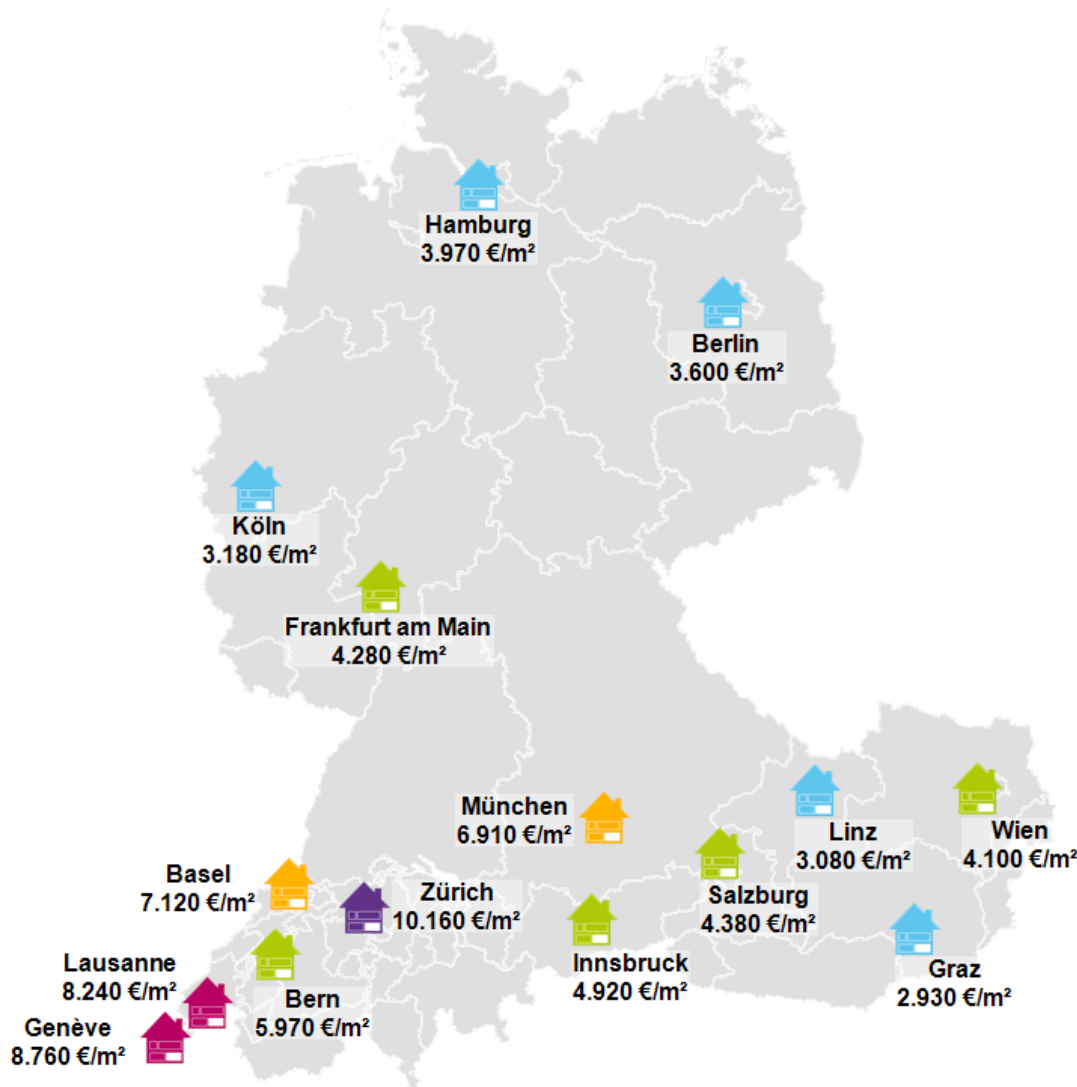 Hamburg
3.970 €/m²
Berlin
3.600 €/m²
Köln
3.180 €/m²
Frankfurt am Main
4.280 €/m²
München
6.910 €/m²
Linz
3.080 €/m²
Wien
4.100 €/m²
Basel
7.120 €/m²
Zürich
10.160 €/m²
Salzburg
4.380 €/m²
Lausanne
8.240 €/m²
Bern
5.970 €/m²
Innsbruck
4.920 €/m²
Graz
2.930 €/m²
Genève
8.760 €/m²